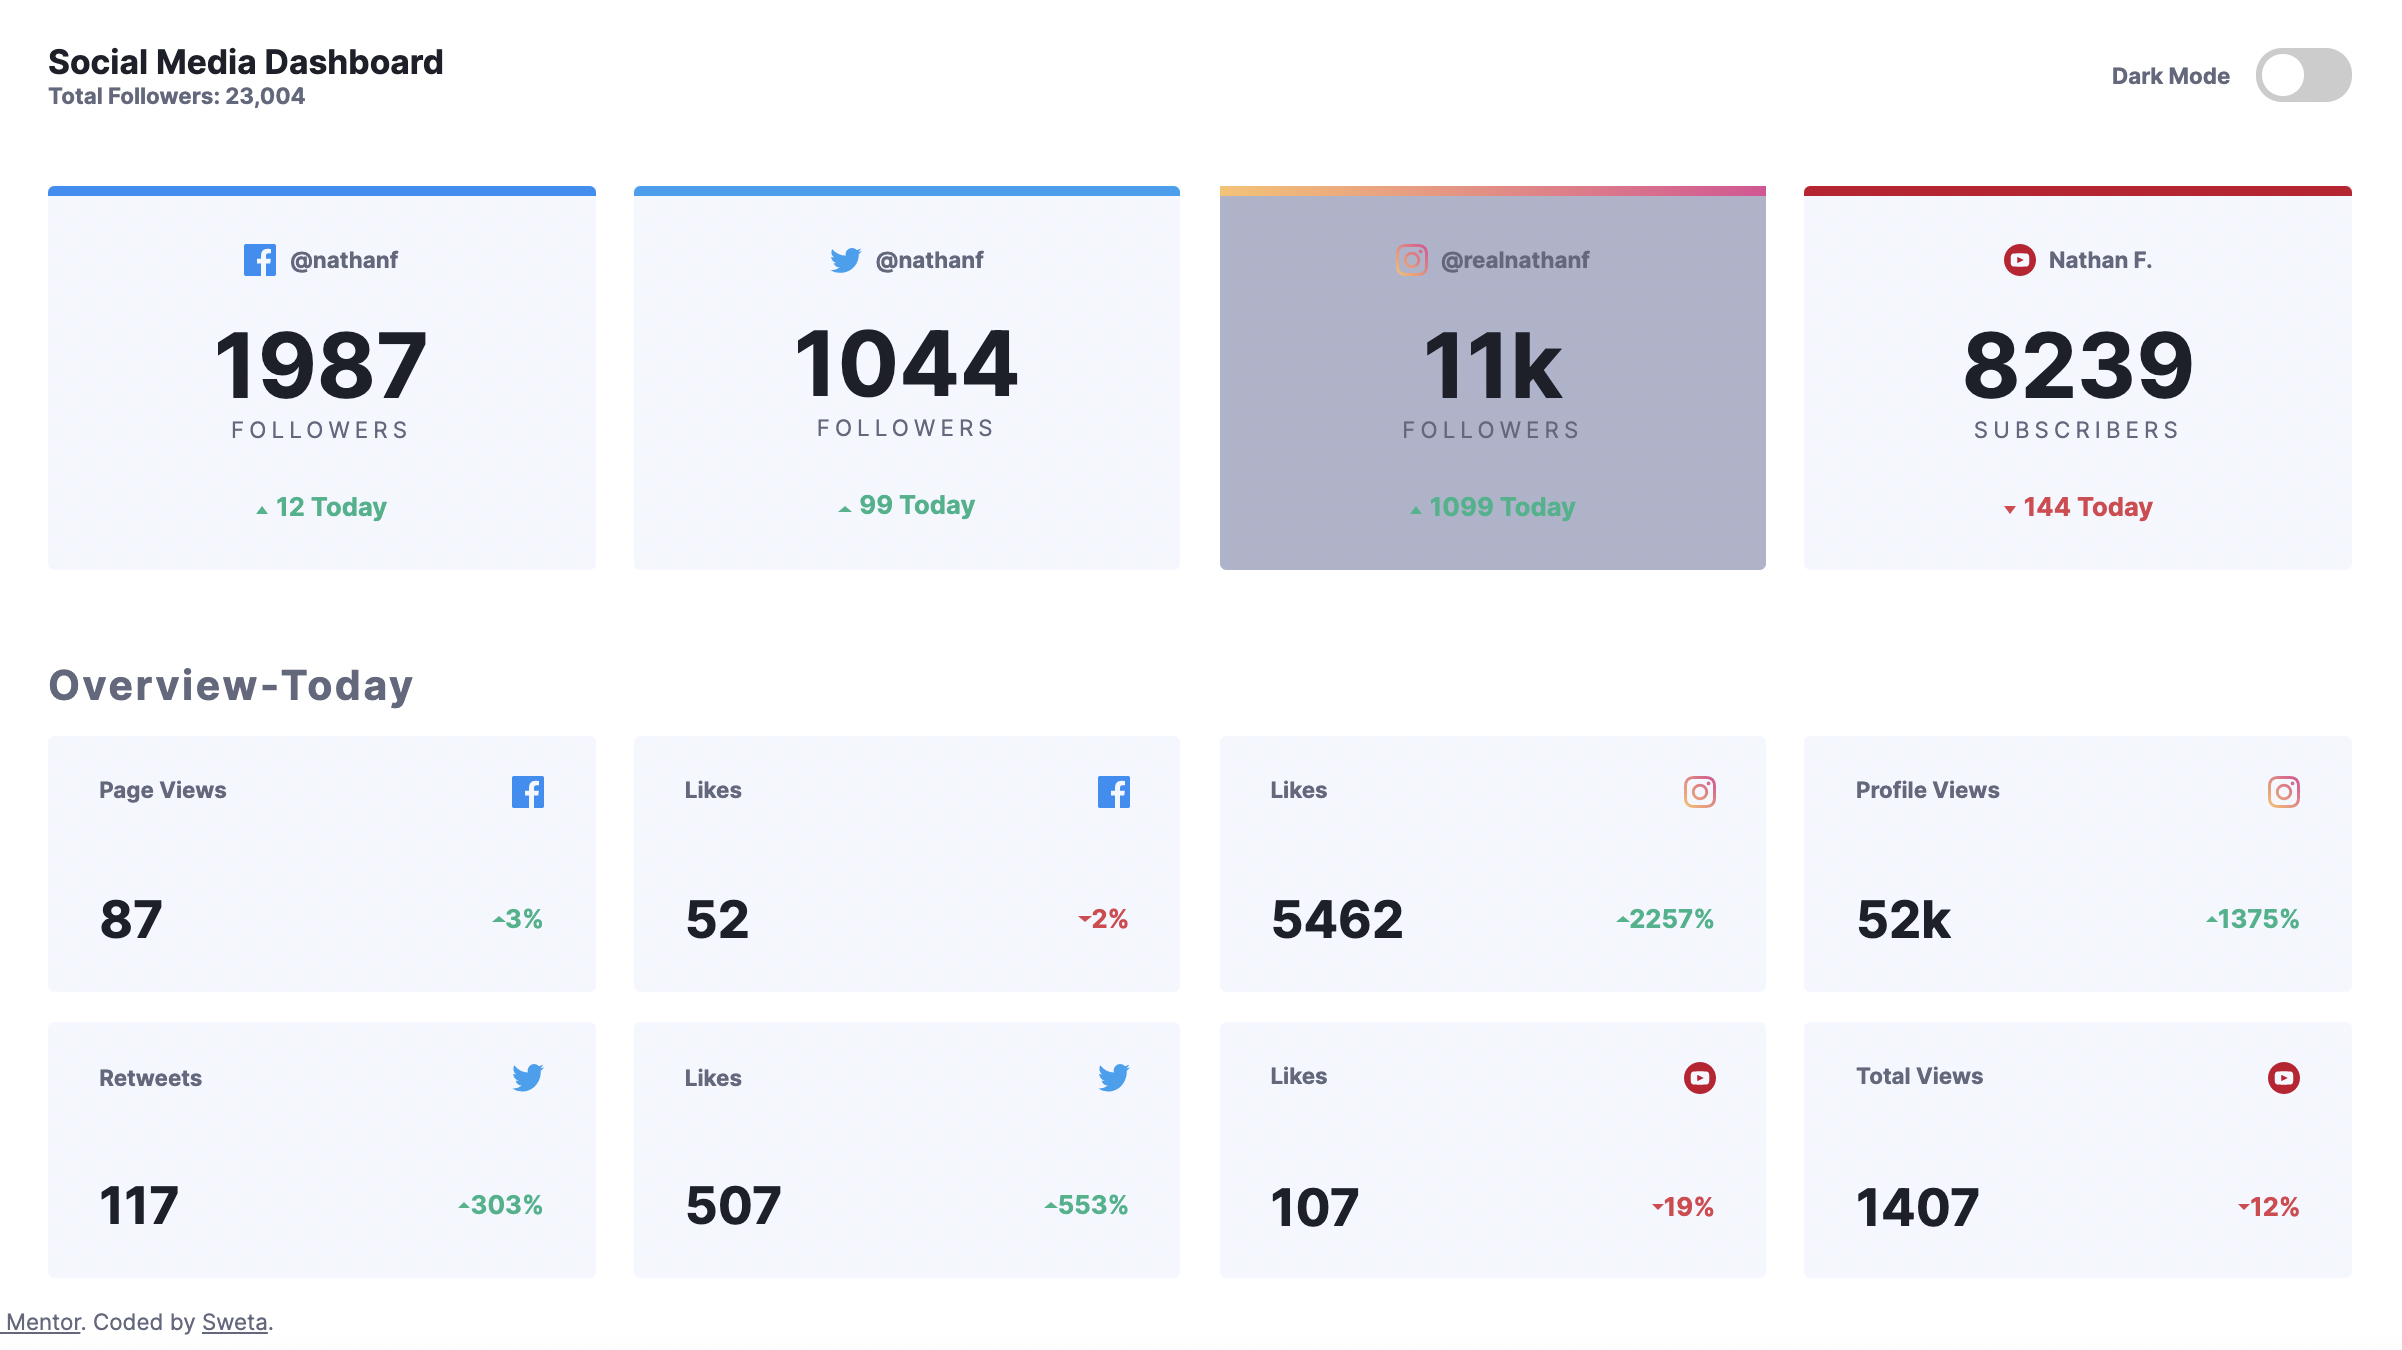 Social Media Dashboard
Total Followers: 23,004
Dark Mode
@nathanf
1987
FOLLOWERS
12 Today
@nathanf
1044
FOLLOWERS
99 Today
@realnathanf
11k
FOLLOWERS
1099 Today
Nathan F.
8239
SUBSCRIBERS
144 Today
Overview-Today
Page Views
87
3%
Likes
52
2%
Likes
5462
2257%
Profile Views
52k
1375%
Retweets
117
303%
Likes
507
553%
Likes
107
19%
Total Views
1407
12%
Mentor. Coded by Sweta.